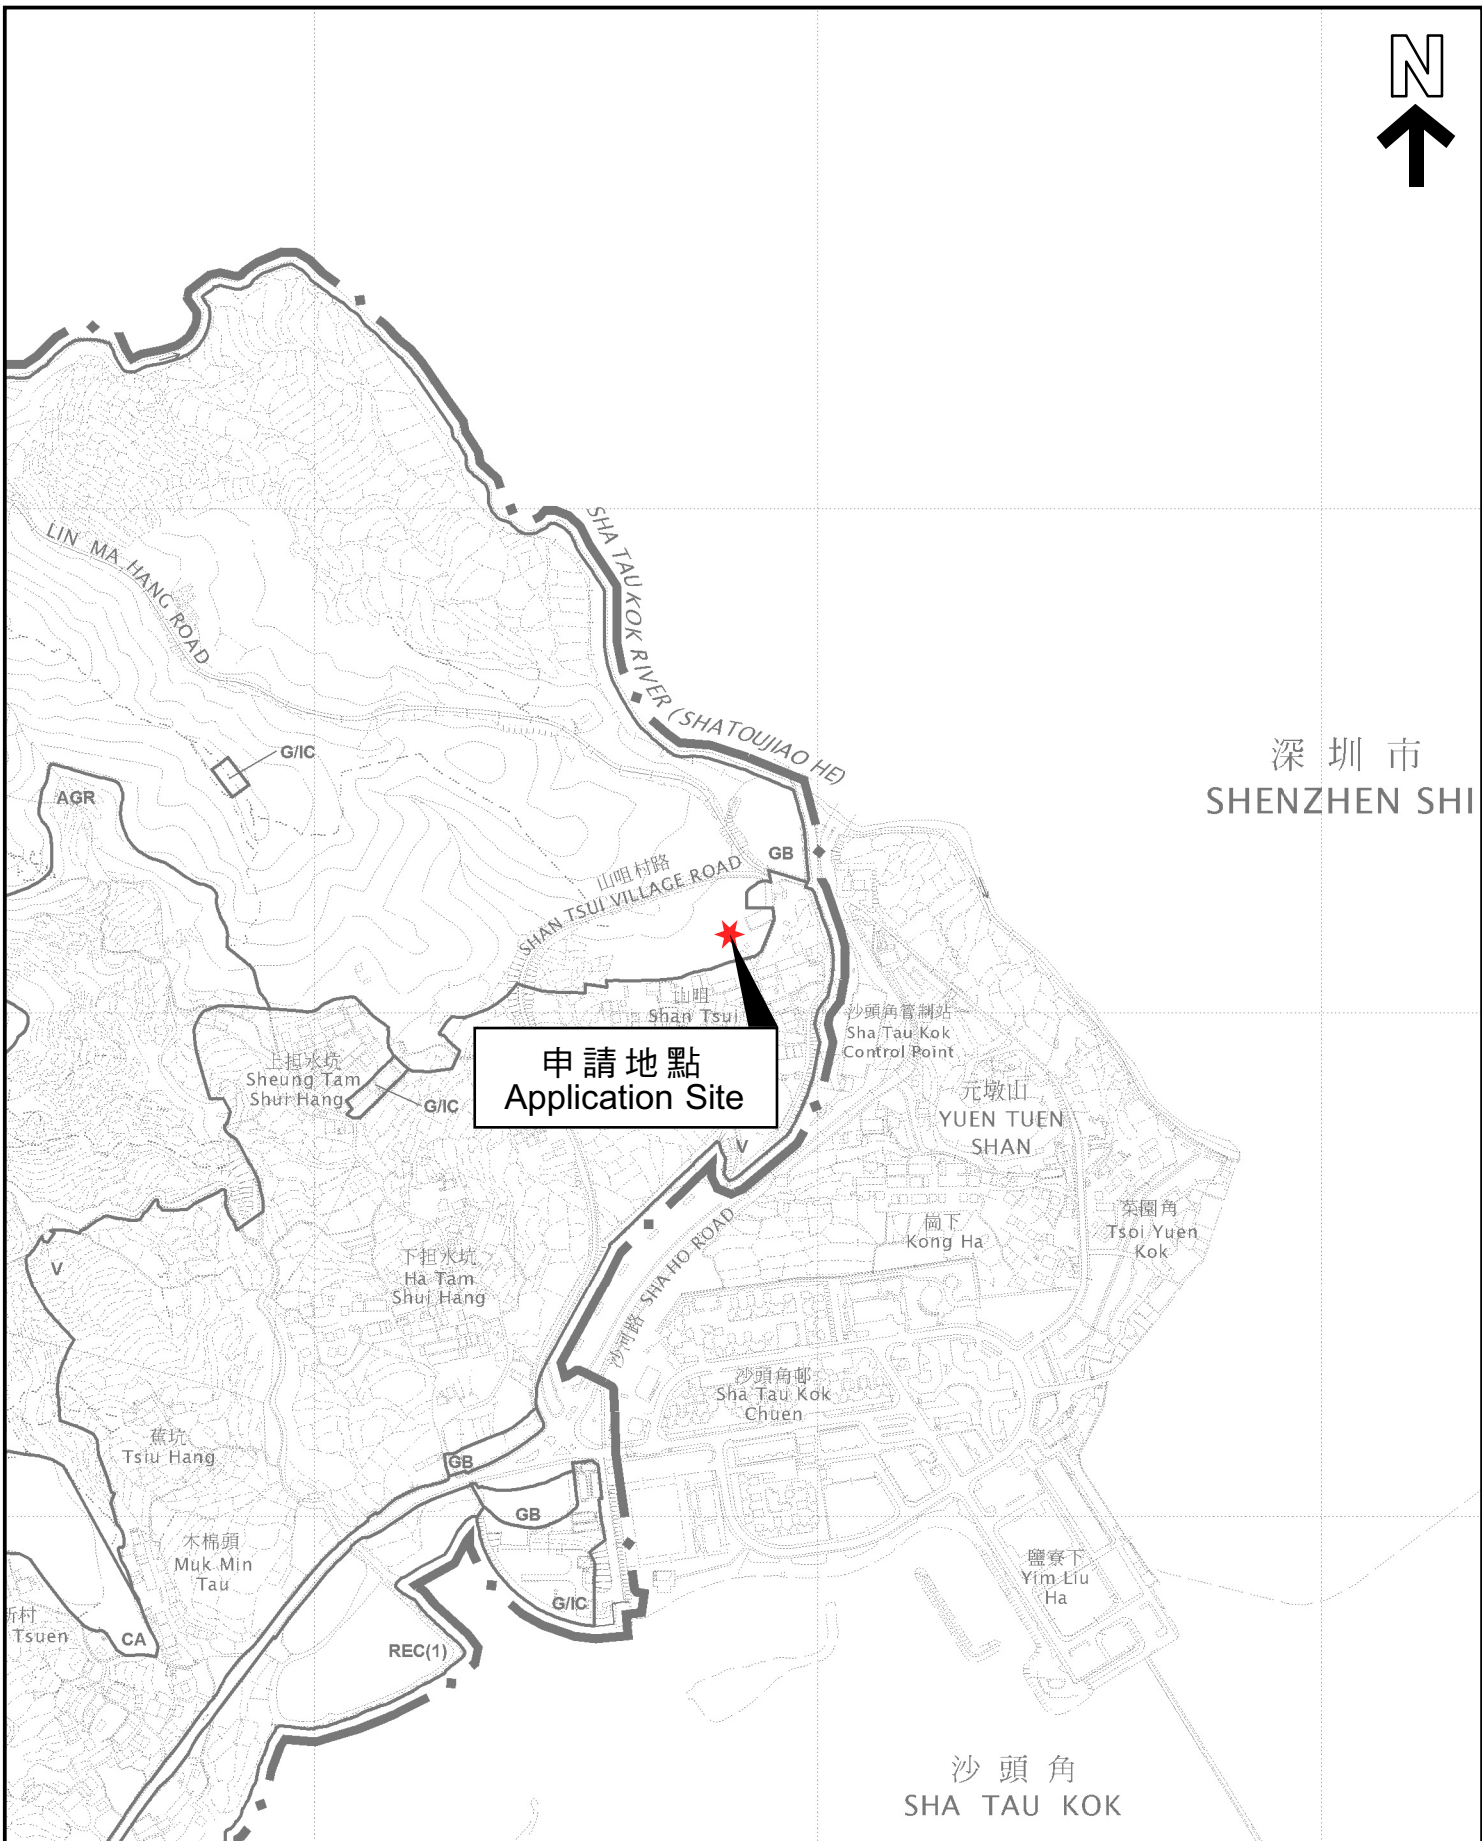 N
LIN MA HANG ROAD
SHA TAU KOK RIVER (SHATOUJIAO HE)
G/IC
AGR
深圳市
SHENZHEN SHI
GB
山咀村路
SHAN TSUI VILLAGE ROAD
山咀
Shan Tsui
沙頭角管制站
Sha Tau Kok
Control Point
申請地點
Application Site
上担水坑
Sheung Tam
Shui Hang
G/IC
元墩山
YUEN TUEN
SHAN
V
菜園角
Tsoi Yuen
Kok
崗下
Kong Ha
V
下担水坑
Ha Tam
Shui Hang
沙河路 SHA HO ROAD
沙頭角邨
Sha Tau Kok
Chuen
蕉坑
Tsiu Hang
GB
GB
木棉頭
Muk Min
Tau
鹽寮下
Yim Liu
Ha
G/IC
新村
Tsuen
CA
REC(1)
沙頭角
SHA TAU KOK